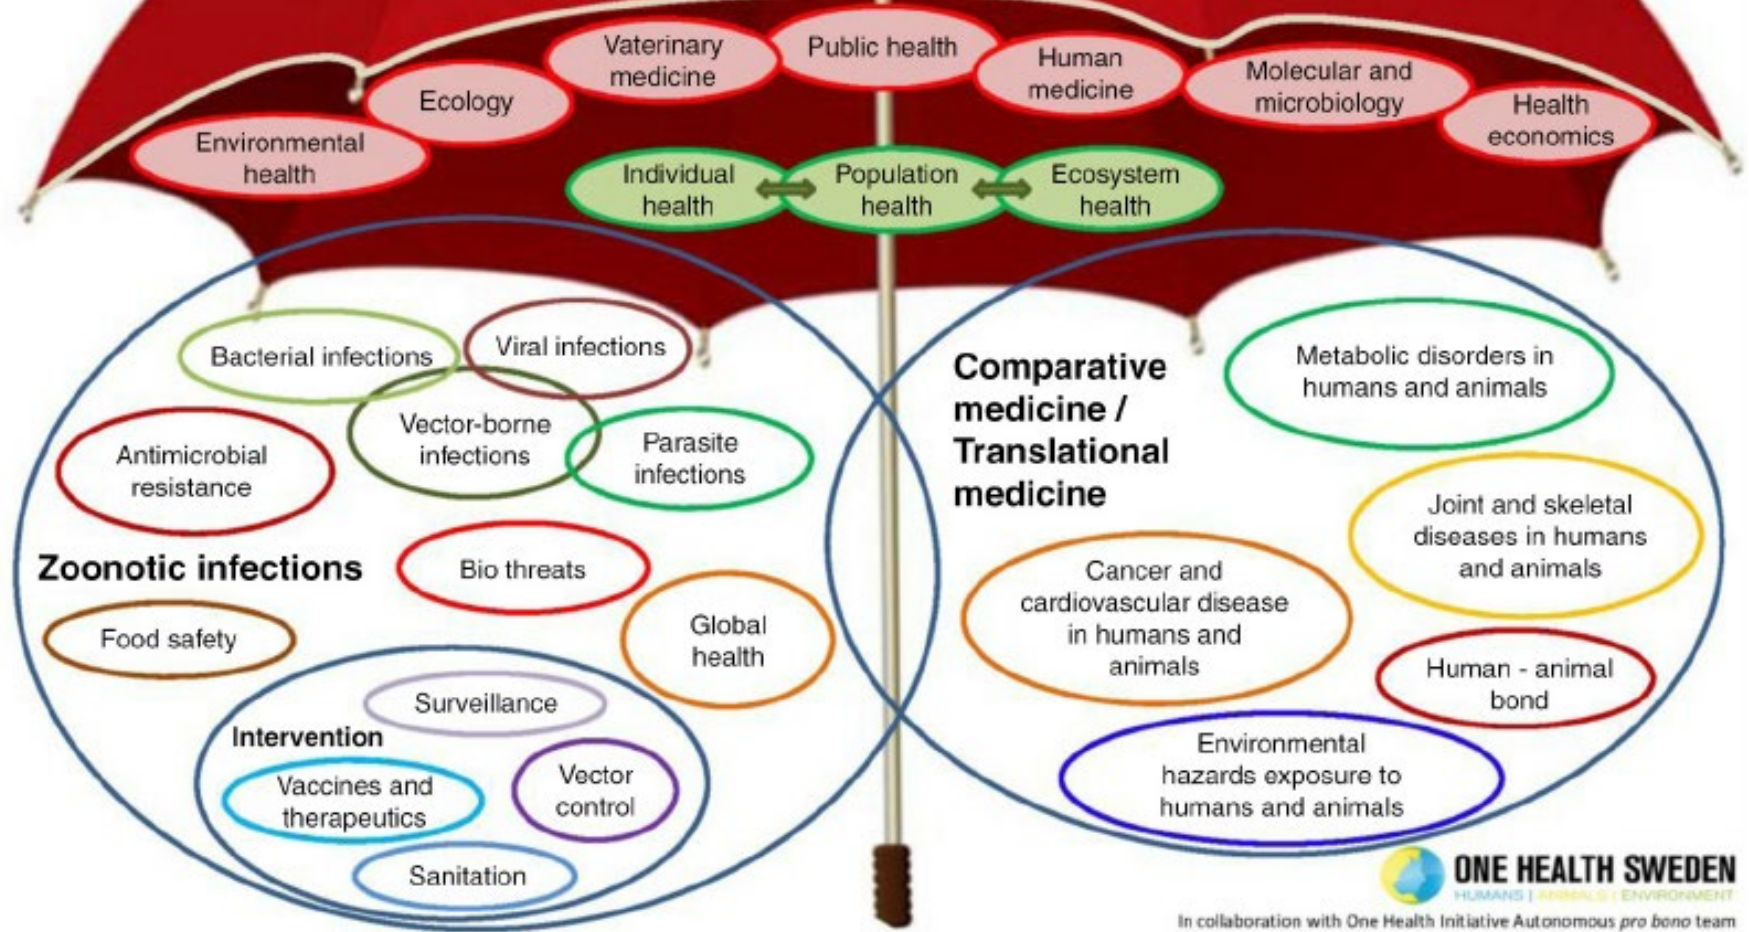 Vaterinary
medicine
Public health
Human
medicine
Molecular and
microbiology
Ecology
Health
economics
Environmental
health
Individual
health
Population
health
Ecosystem
health
Bacterial infections
Viral infections
Vector-borne
infections
Parasite
infections
Antimicrobial
resistance
Zoonotic infections
Bio threats
Food safety
Global
health
Surveillance
Intervention
Vaccines and
therapeutics
Vector
control
Sanitation
Comparative
medicine /
Translational
medicine
Metabolic disorders in
humans and animals
Joint and skeletal
diseases in humans
and animals
Cancer and
cardiovascular disease
in humans and
animals
Human - animal
bond
Environmental
hazards exposure to
humans and animals
ONE HEALTH SWEDEN
HUMANS | ANIMALS | ENVIRONMENT
In collaboration with One Health Initiative Autonomous pro bono team